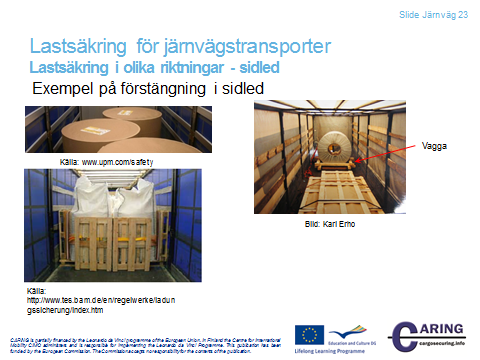 Slide Järnväg 23
Lastsäkring för järnvägstransporter
Lastsäkring i olika riktningar - sidled
Exempel på förstängning i sidled
Källa: www.upm.com/safety
Vagga
Bild: Karl Erho
Källa:
http://www.tes.bam.de/en/regelwerke/ladun
gssicherung/index.htm
CARING is partially financed by the Leonardo da Vinci programme of the European Union. In Finland the Centre for International
Mobility CIMO administers and is responsible for implementing the Leonardo da Vinci Programme. This publication has been
funded by the European Commission. The Commission accepts no responsibility for the contents of the publication.
Education and Culture DG
Lifelong Learning Programme
CARING
cargosecuring.info